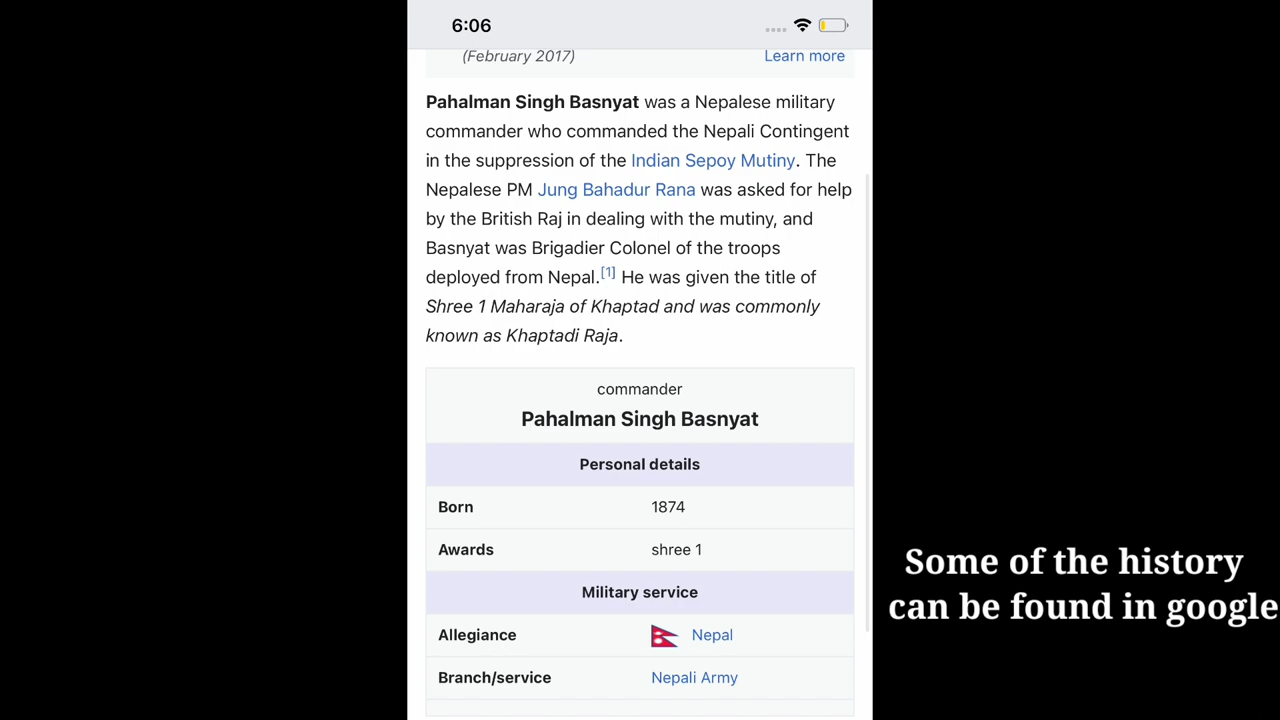 6:06
(February 2017) Learn more
Pahalman Singh Basnyat was a Nepalese military
commander who commanded the Nepali Contingent
in the suppression of the Indian Sepoy Mutiny. The
Nepalese PM Jung Bahadur Rana was asked for help
by the British Raj in dealing with the mutiny, and
Basnyat was Brigadier Colonel of the troops
deployed from Nepal.[1] He was given the title of
Shree 1 Maharaja of Khaptad and was commonly
known as Khaptadi Raja.
commander
Pahalman Singh Basnyat
Personal details
Born 1874
Awards shree 1
Military service
Allegiance Nepal
Branch/service Nepali Army
Some of the history
can be found in google